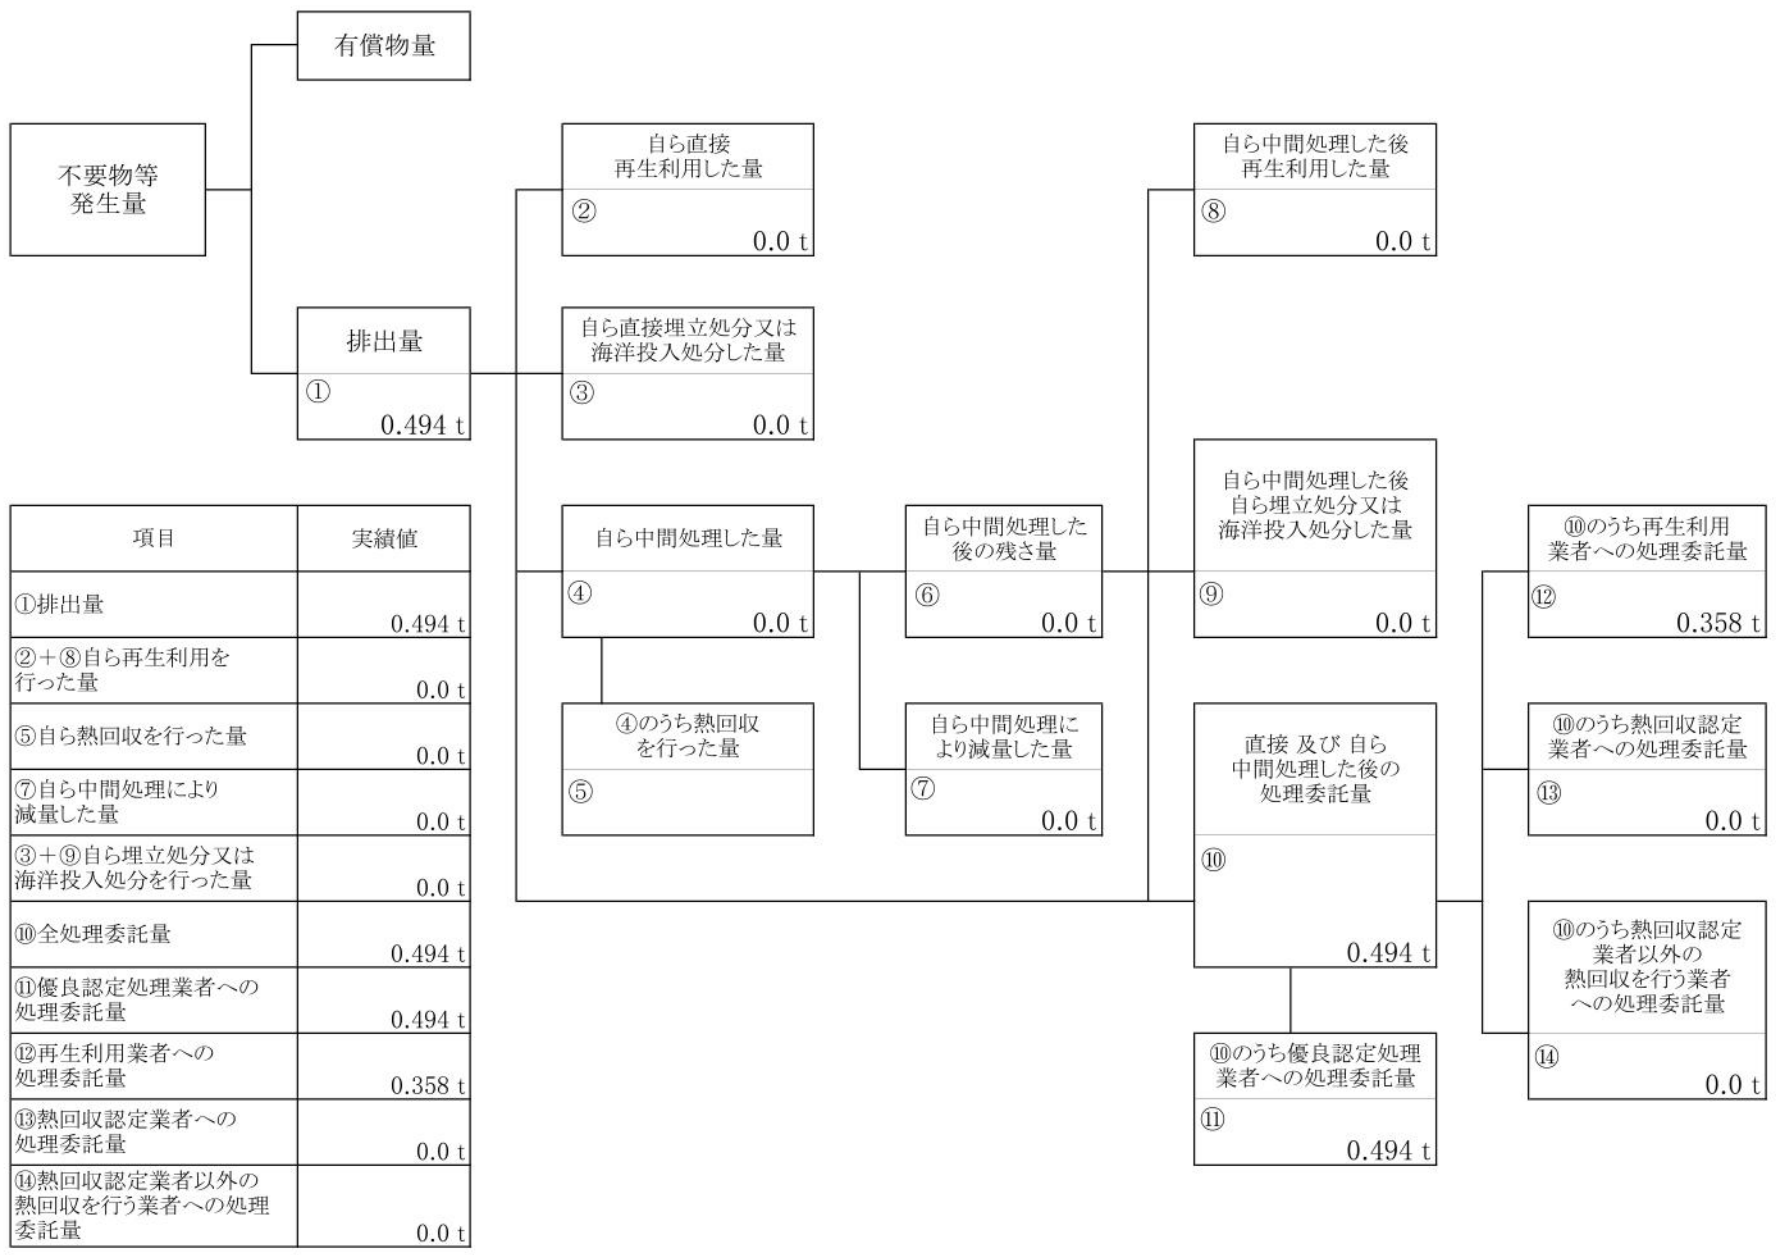 有償物量
不要物等
発生量
排出量
①
0.494 t
自ら直接
再生利用した量
②
0.0 t
自ら直接埋立処分又は
海洋投入処分した量
③
0.0 t
自ら中間処理した量
④
0.0 t
④のうち熱回収
を行った量
⑤
自ら中間処理した
後の残さ量
⑥
0.0 t
自ら中間処理に
より減量した量
⑦
0.0 t
自ら中間処理した後
再生利用した量
⑧
0.0 t
自ら中間処理した後
自ら埋立処分又は
海洋投入処分した量
⑨
0.0 t
直接 及び 自ら
中間処理した後の
処理委託量
⑩
0.494 t
⑩のうち優良認定処理
業者への処理委託量
⑪
0.494 t
⑩のうち再生利用
業者への処理委託量
⑫
0.358 t
⑩のうち熱回収認定
業者への処理委託量
⑬
0.0 t
⑩のうち熱回収認定
業者以外の
熱回収を行う業者
への処理委託量
⑭
0.0 t
項目 実績値
①排出量
0.494 t
②＋⑧自ら再生利用を
行った量
0.0 t
⑤自ら熱回収を行った量
0.0 t
⑦自ら中間処理により
減量した量
0.0 t
③＋⑨自ら埋立処分又は
海洋投入処分を行った量
0.0 t
⑩全処理委託量
0.494 t
⑪優良認定処理業者への
処理委託量
0.494 t
⑫再生利用業者への
処理委託量
0.358 t
⑬熱回収認定業者への
処理委託量
0.0 t
⑭熱回収認定業者以外の
熱回収を行う業者への処理
委託量
0.0 t